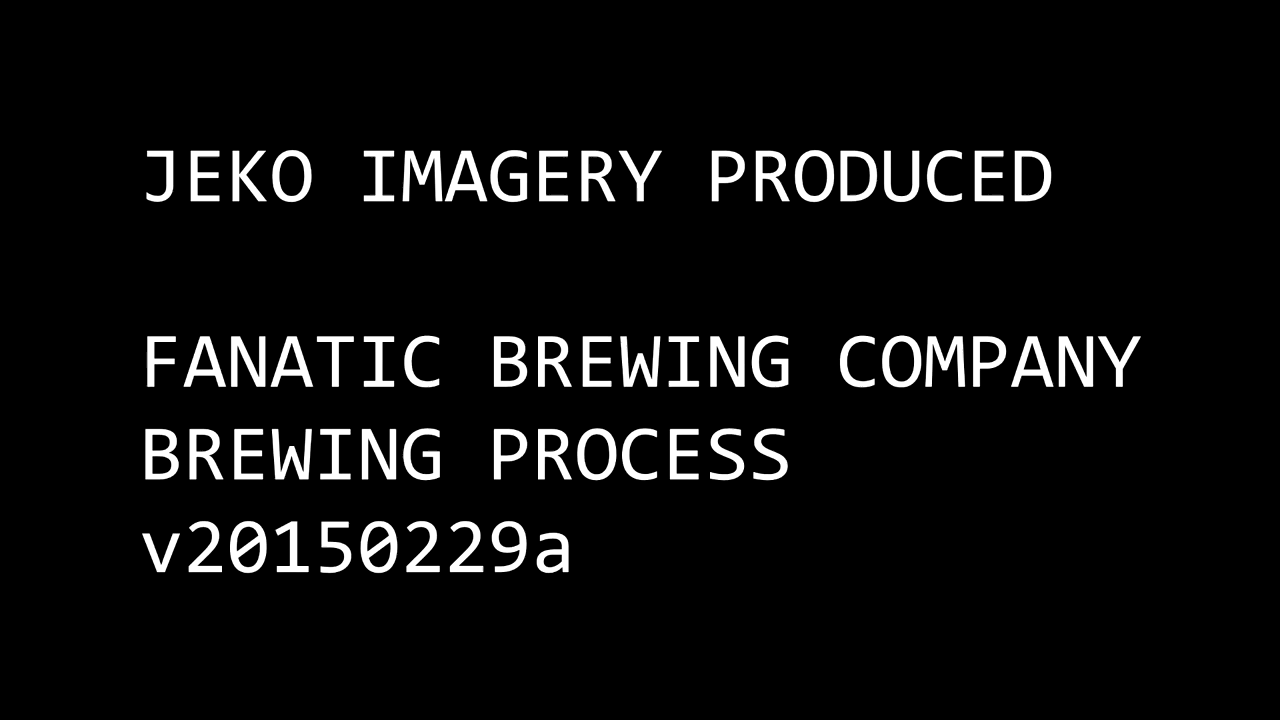 JEKO IMAGERY PRODUCED
FANATIC BREWING COMPANY
BREWING PROCESS
v20150229a